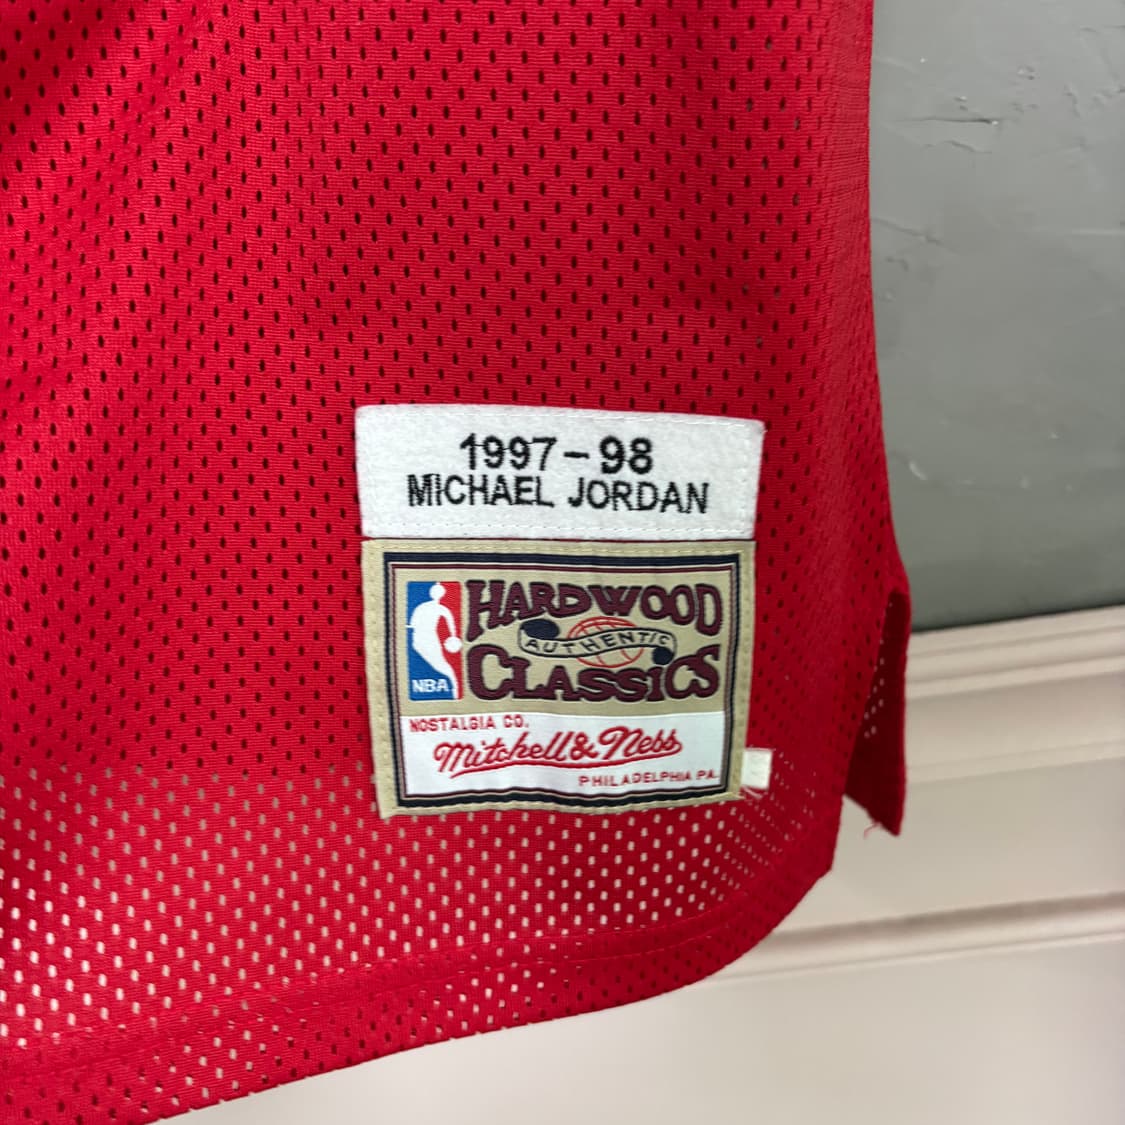 1997-98
MICHAEL JORDAN
HARDWOOD
AUTHENTIC
CLASSICS
NBA
NOSTALGIA CO.
Mitchell & Ness
PHILADELPHIA PA.